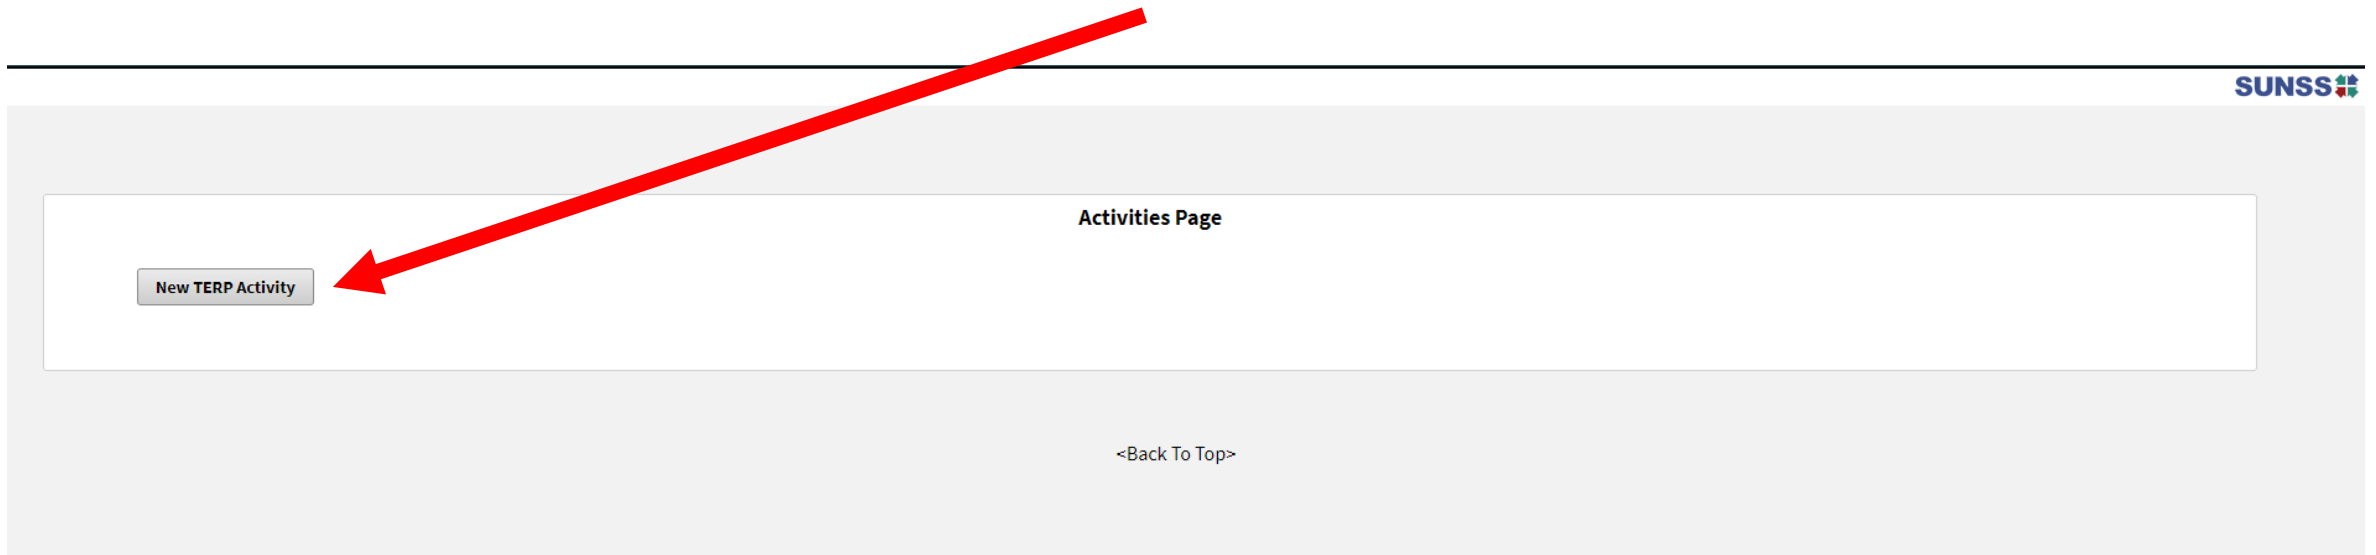 SUNSS
Activities Page
New TERP Activity
<Back To Top>